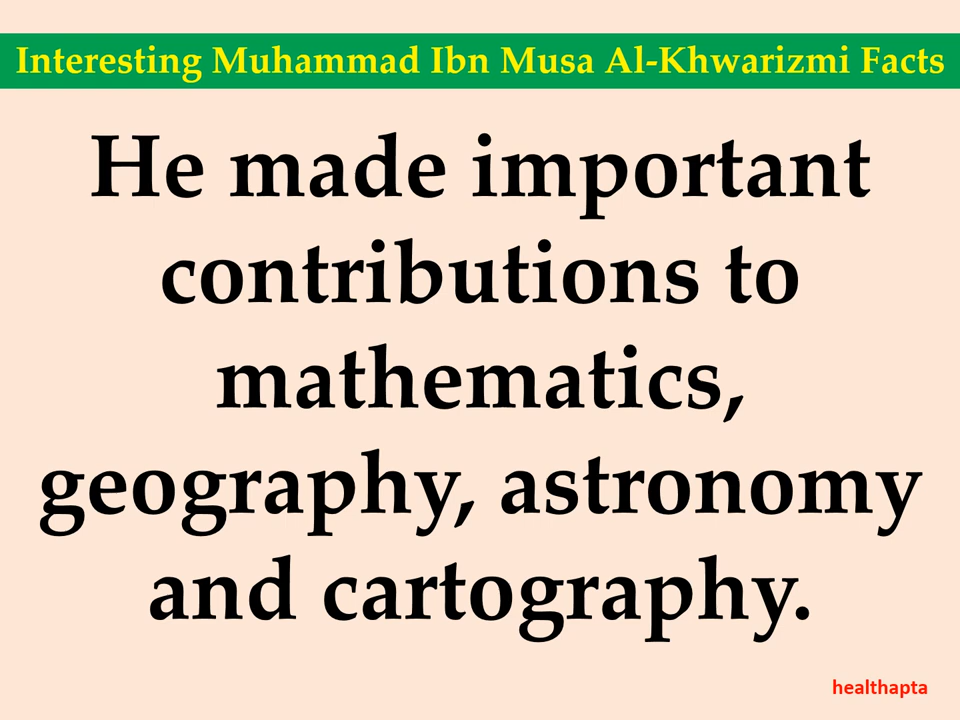 Interesting Muhammad Ibn Musa Al-Khwarizmi Facts
He made important
contributions to
mathematics,
geography, astronomy
and cartography.
healthapta